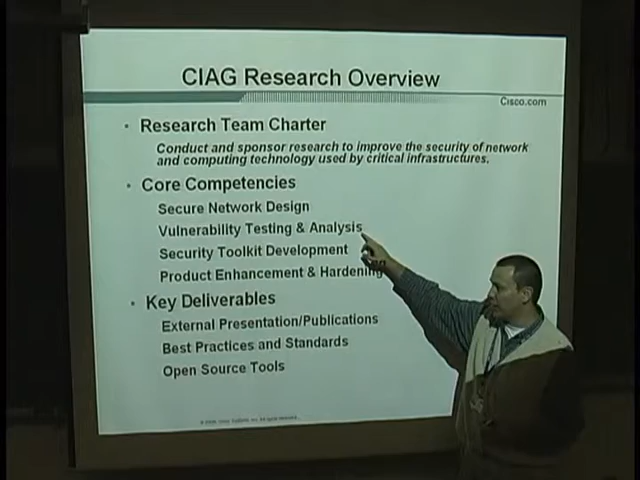 CIAG Research Overview
Cisco.com
• Research Team Charter
Conduct and sponsor research to improve the security of network
and computing technology used by critical infrastructures.
• Core Competencies
Secure Network Design
Vulnerability Testing & Analysis
Security Toolkit Development
Product Enhancement & Hardening
• Key Deliverables
External Presentation/Publications
Best Practices and Standards
Open Source Tools